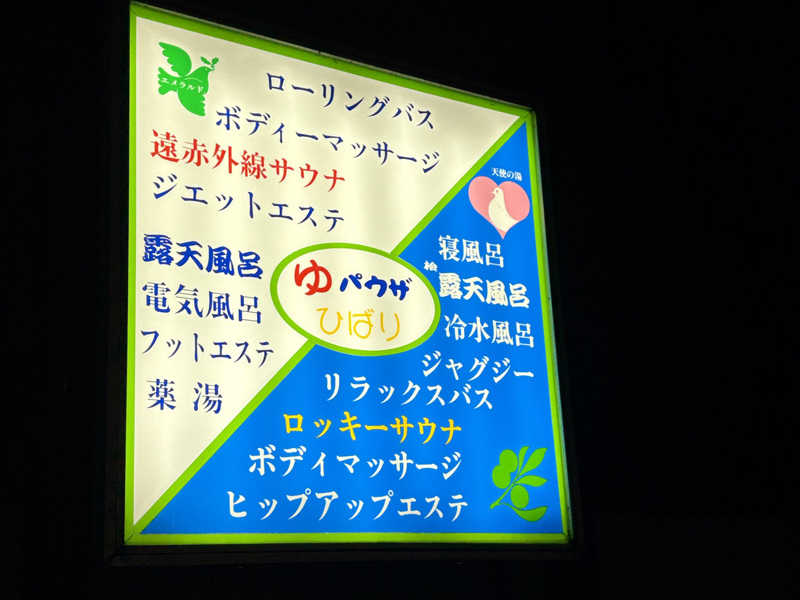 エメラルド
ローリングバス
ボディーマッサージ
遠赤外線サウナ
ジエットエステ
露天風呂
電気風呂
フットエステ
薬湯
ゆパウザ
ひばり
天使の湯
寝風呂
桧露天風呂
冷水風呂
ジャグジー
リラックスバス
ロッキーサウナ
ボディマッサージ
ヒップアップエステ